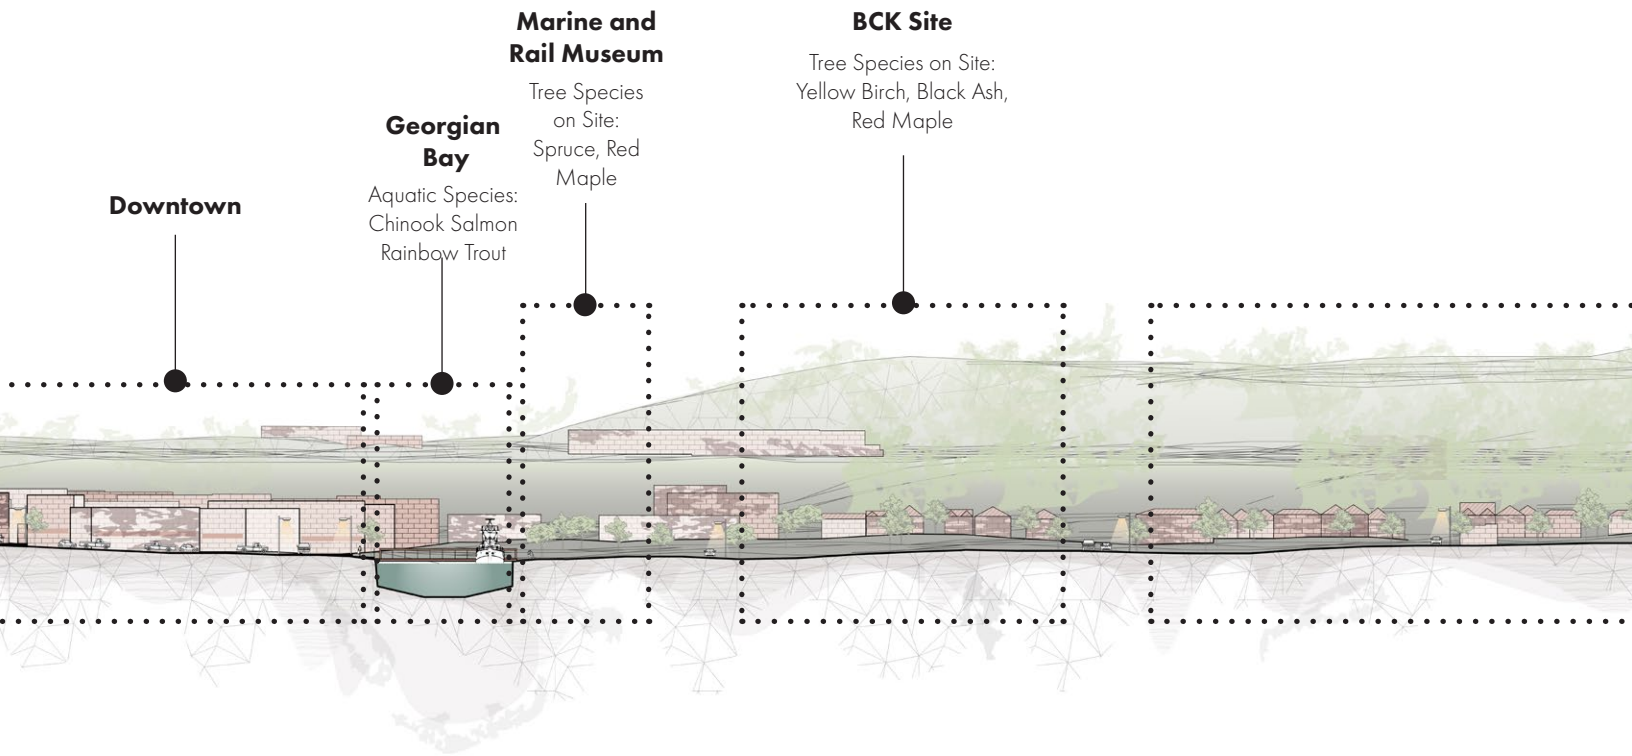 Downtown
Georgian
Bay
Aquatic Species:
Chinook Salmon
Rainbow Trout
Marine and
Rail Museum
Tree Species
on Site:
Spruce, Red
Maple
BCK Site
Tree Species on Site:
Yellow Birch, Black Ash,
Red Maple